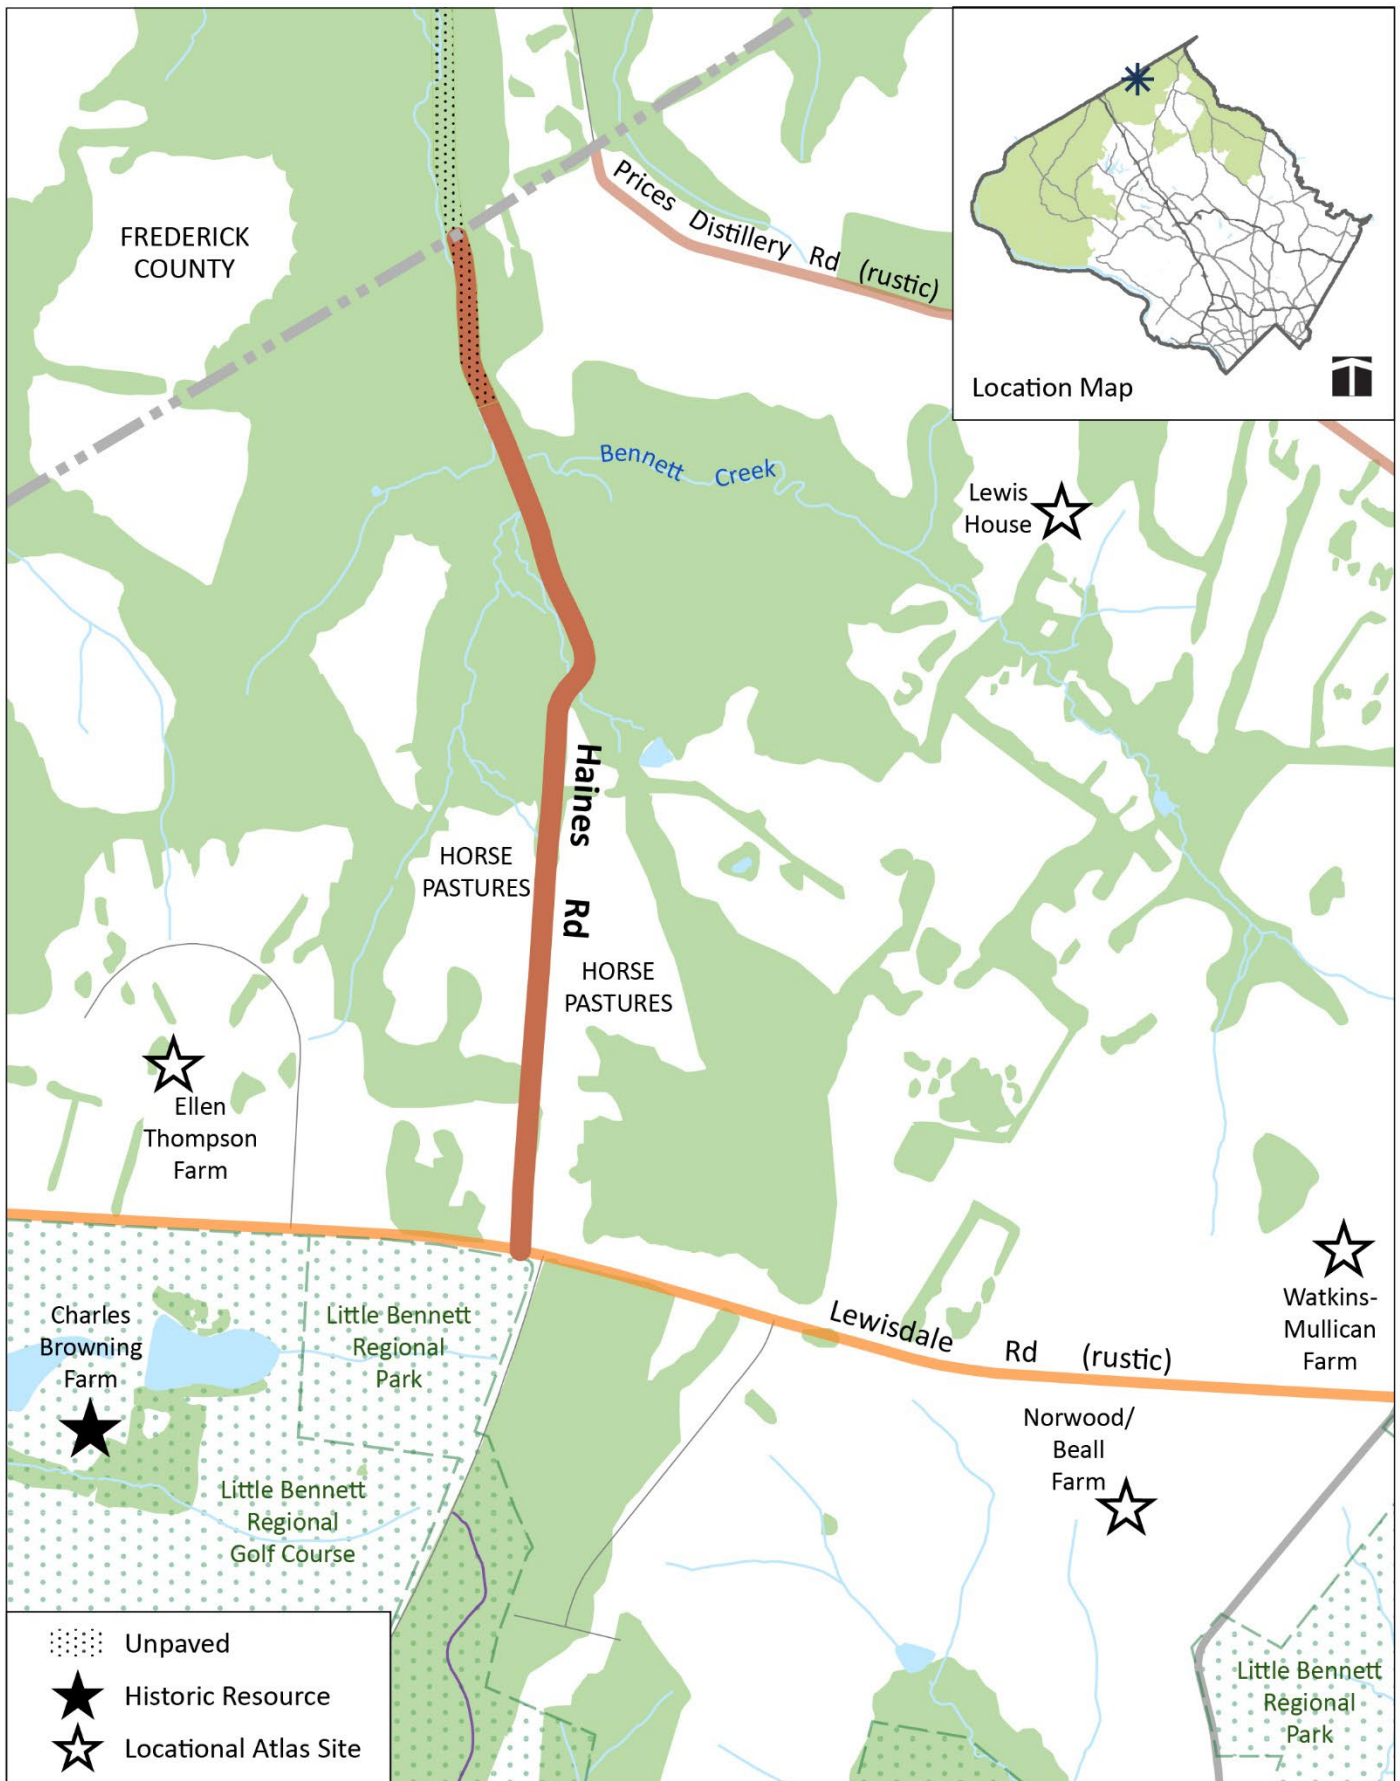 FREDERICK
COUNTY
Prices Distillery Rd (rustic)
Location Map
Bennett Creek
Lewis
House
Haines Rd
HORSE
PASTURES
HORSE
PASTURES
Ellen
Thompson
Farm
Charles
Browning
Farm
Little Bennett
Regional
Park
Lewisdale Rd (rustic)
Watkins-
Mullican
Farm
Norwood/
Beall
Farm
Little Bennett
Regional
Golf Course
Little Bennett
Regional
Park
Unpaved
Historic Resource
Locational Atlas Site